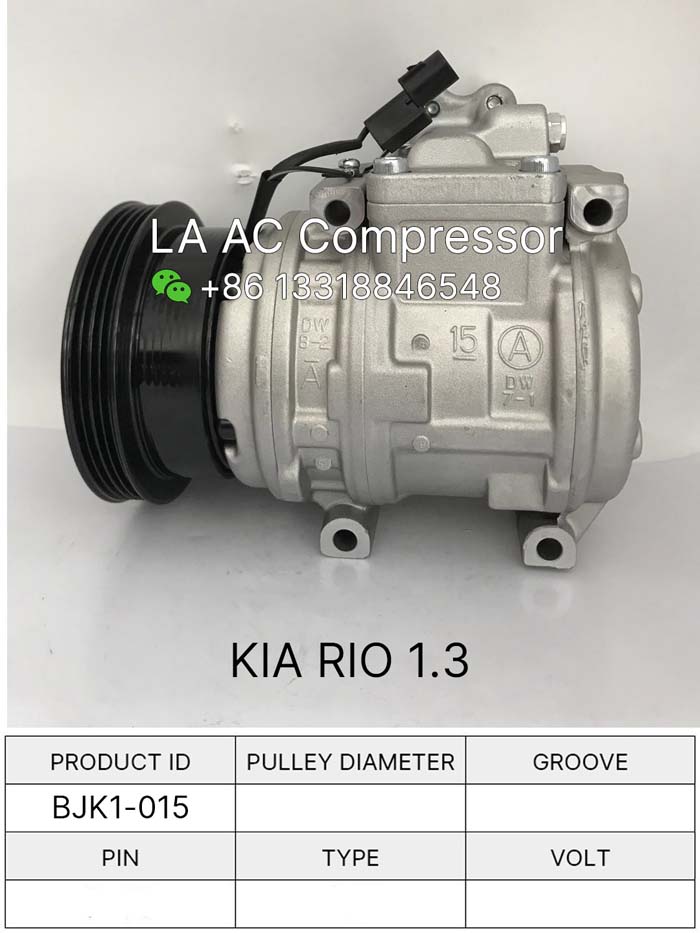 LA AC Compressor
+86 13318846548
DW
8-2
A
15
A
DW
7-1
KIA RIO 1.3
PRODUCT ID PULLEY DIAMETER GROOVE
BJK1-015
PIN TYPE VOLT